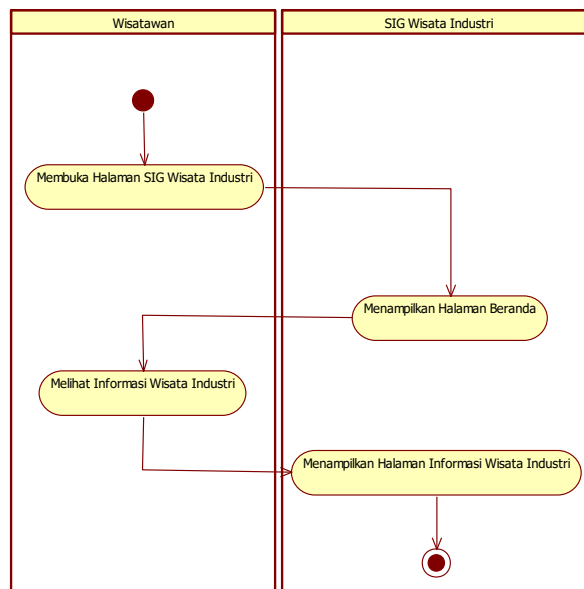 Wisatawan
SIG Wisata Industri
Membuka Halaman SIG Wisata Industri
Menampilkan Halaman Beranda
Melihat Informasi Wisata Industri
Menampilkan Halaman Informasi Wisata Industri